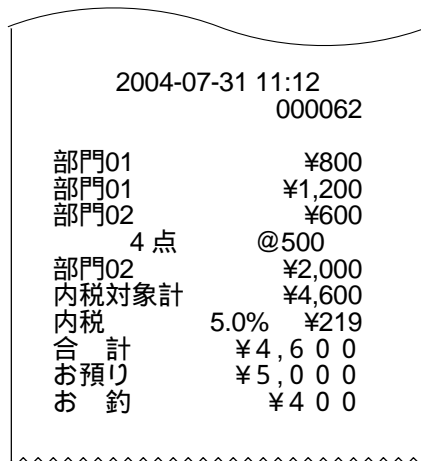 2004-07-31 11:12
000062
部門01 ¥800
部門01 ¥1,200
部門02 ¥600
4点 @500
部門02 ¥2,000
内税対象計 ¥4,600
内税 5.0% ¥219
合 計 ¥4,600
お預り ¥5,000
お 釣 ¥400